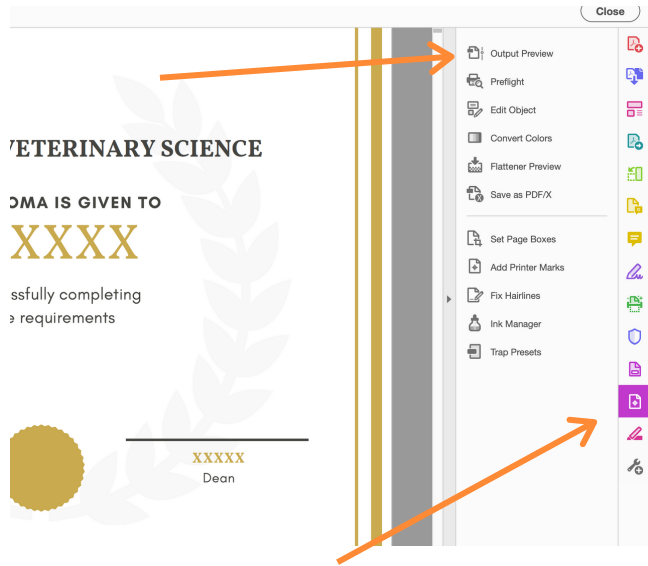 Close
VETERINARY SCIENCE
OMA IS GIVEN TO
XXXX
ssfully completing
e requirements
XXXXX
Dean
Output Preview
Preflight
Edit Object
Convert Colors
Flattener Preview
Save as PDF/X
Set Page Boxes
Add Printer Marks
Fix Hairlines
Ink Manager
Trap Presets